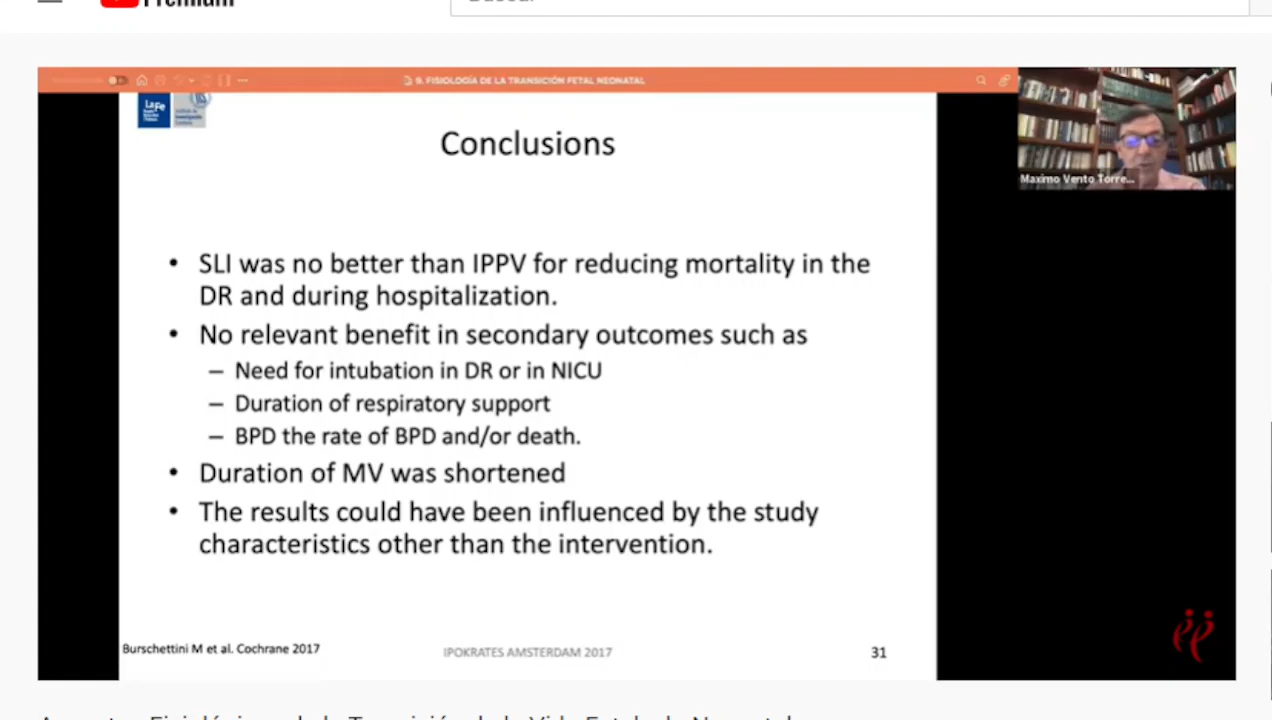 Premium
9. FISIOLOGÍA DE LA TRANSICIÓN FETAL NEONATAL
LaFe
Maximo Vento Torre...
Conclusions
• SLI was no better than IPPV for reducing mortality in the
DR and during hospitalization.
• No relevant benefit in secondary outcomes such as
– Need for intubation in DR or in NICU
– Duration of respiratory support
– BPD the rate of BPD and/or death.
• Duration of MV was shortened
• The results could have been influenced by the study
characteristics other than the intervention.
Burschettini M et al. Cochrane 2017
IPOKRATES AMSTERDAM 2017
31